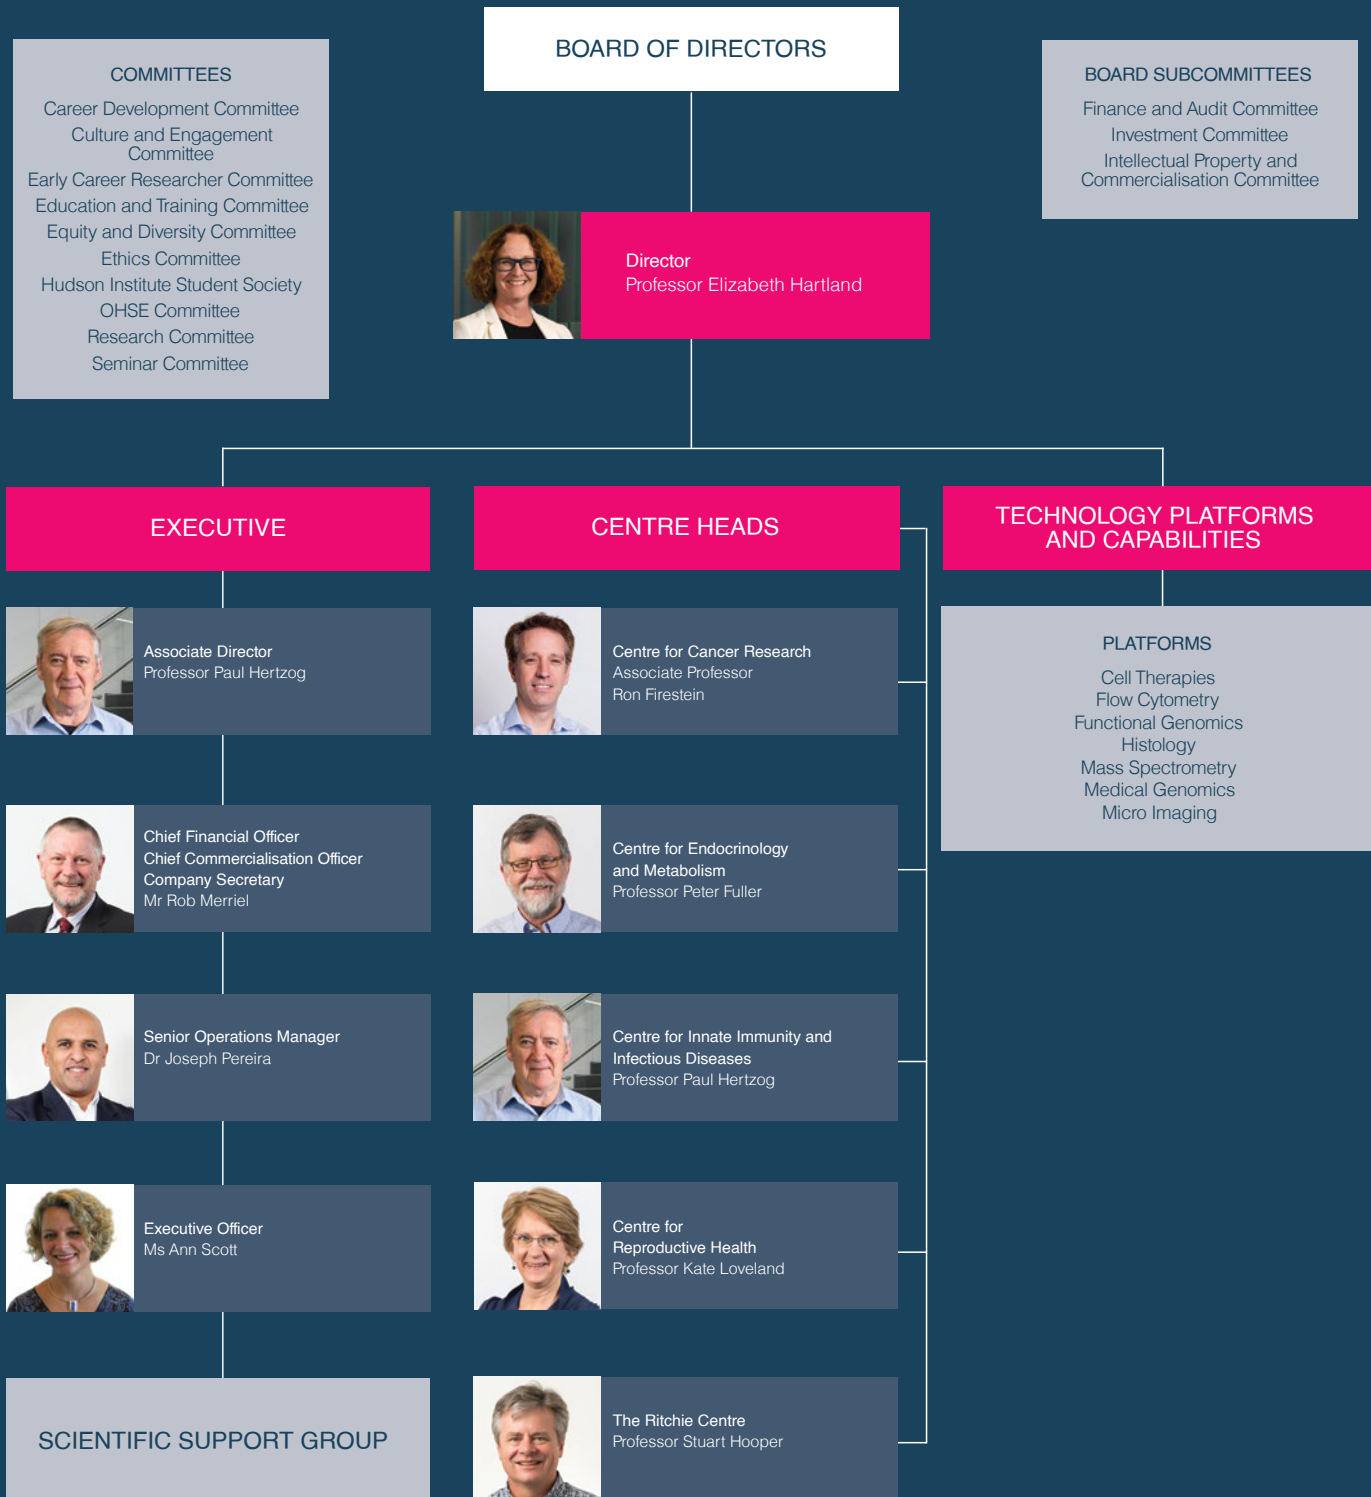 BOARD OF DIRECTORS
COMMITTEES
Career Development Committee
Culture and Engagement
Committee
Early Career Researcher Committee
Education and Training Committee
Equity and Diversity Committee
Ethics Committee
Hudson Institute Student Society
OHSE Committee
Research Committee
Seminar Committee
BOARD SUBCOMMITTEES
Finance and Audit Committee
Investment Committee
Intellectual Property and
Commercialisation Committee
Director
Professor Elizabeth Hartland
EXECUTIVE
Associate Director
Professor Paul Hertzog
Chief Financial Officer
Chief Commercialisation Officer
Company Secretary
Mr Rob Merriel
Senior Operations Manager
Dr Joseph Pereira
Executive Officer
Ms Ann Scott
SCIENTIFIC SUPPORT GROUP
CENTRE HEADS
Centre for Cancer Research
Associate Professor
Ron Firestein
Centre for Endocrinology
and Metabolism
Professor Peter Fuller
Centre for Innate Immunity and
Infectious Diseases
Professor Paul Hertzog
Centre for
Reproductive Health
Professor Kate Loveland
The Ritchie Centre
Professor Stuart Hooper
TECHNOLOGY PLATFORMS
AND CAPABILITIES
PLATFORMS
Cell Therapies
Flow Cytometry
Functional Genomics
Histology
Mass Spectrometry
Medical Genomics
Micro Imaging